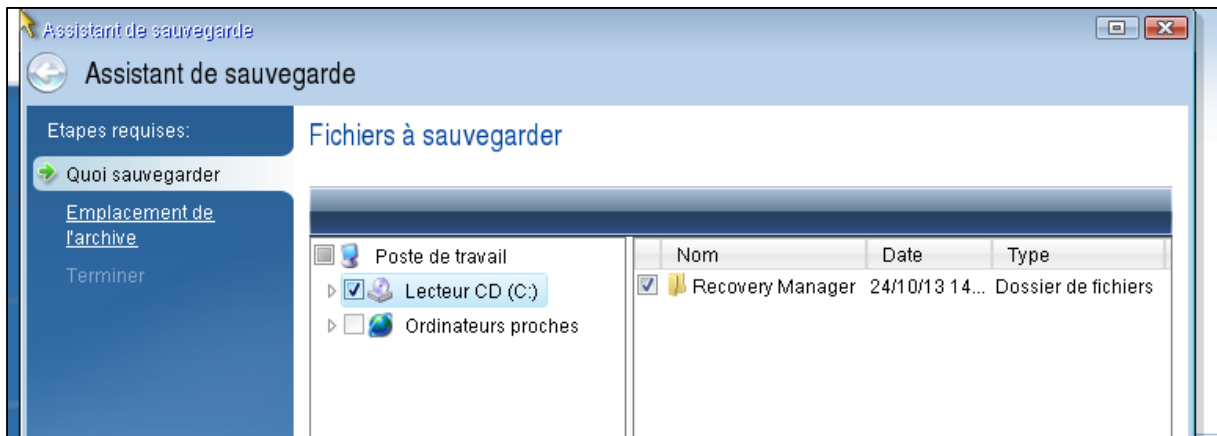 Assistant de sauvegarde
Assistant de sauvegarde
Etapes requises:
Quoi sauvegarder
Emplacement de
l'archive
Terminer
Fichiers à sauvegarder
Poste de travail
Lecteur CD (C:)
Ordinateurs proches
Nom Date Type
Recovery Manager 24/10/13 14... Dossier de fichiers